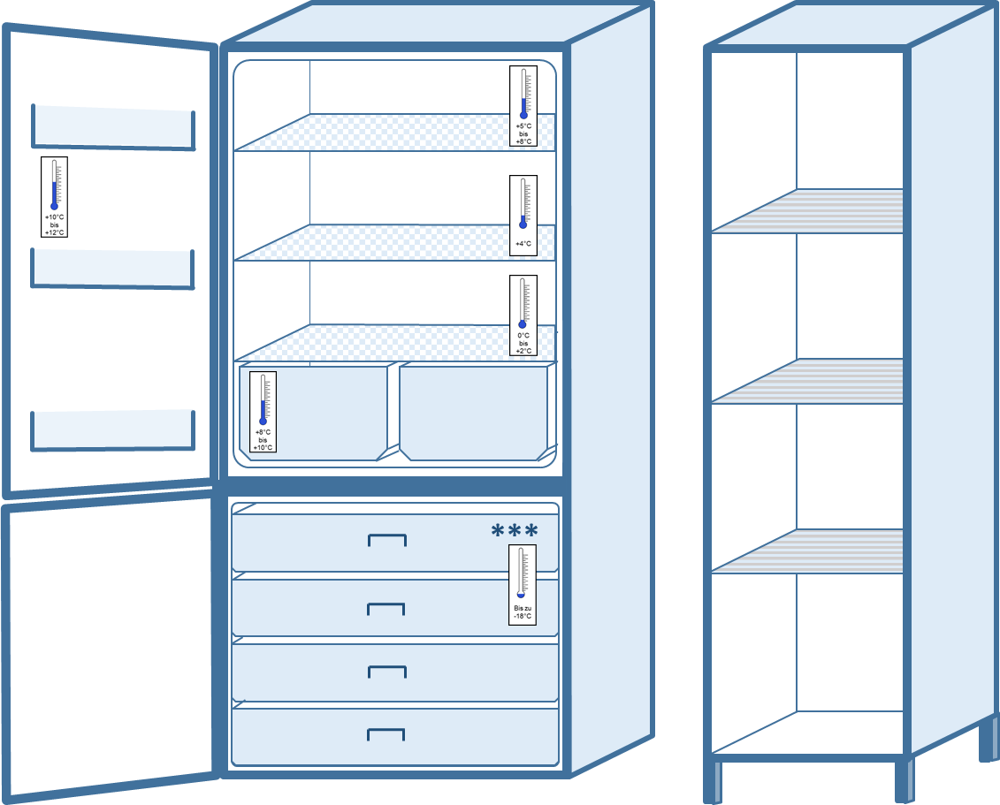 +5°C
bis
+8°C
+10°C
bis
+12°C
+4°C
0°C
bis
+2°C
+8°C
bis
+10°C
***
Bis zu
-18°C